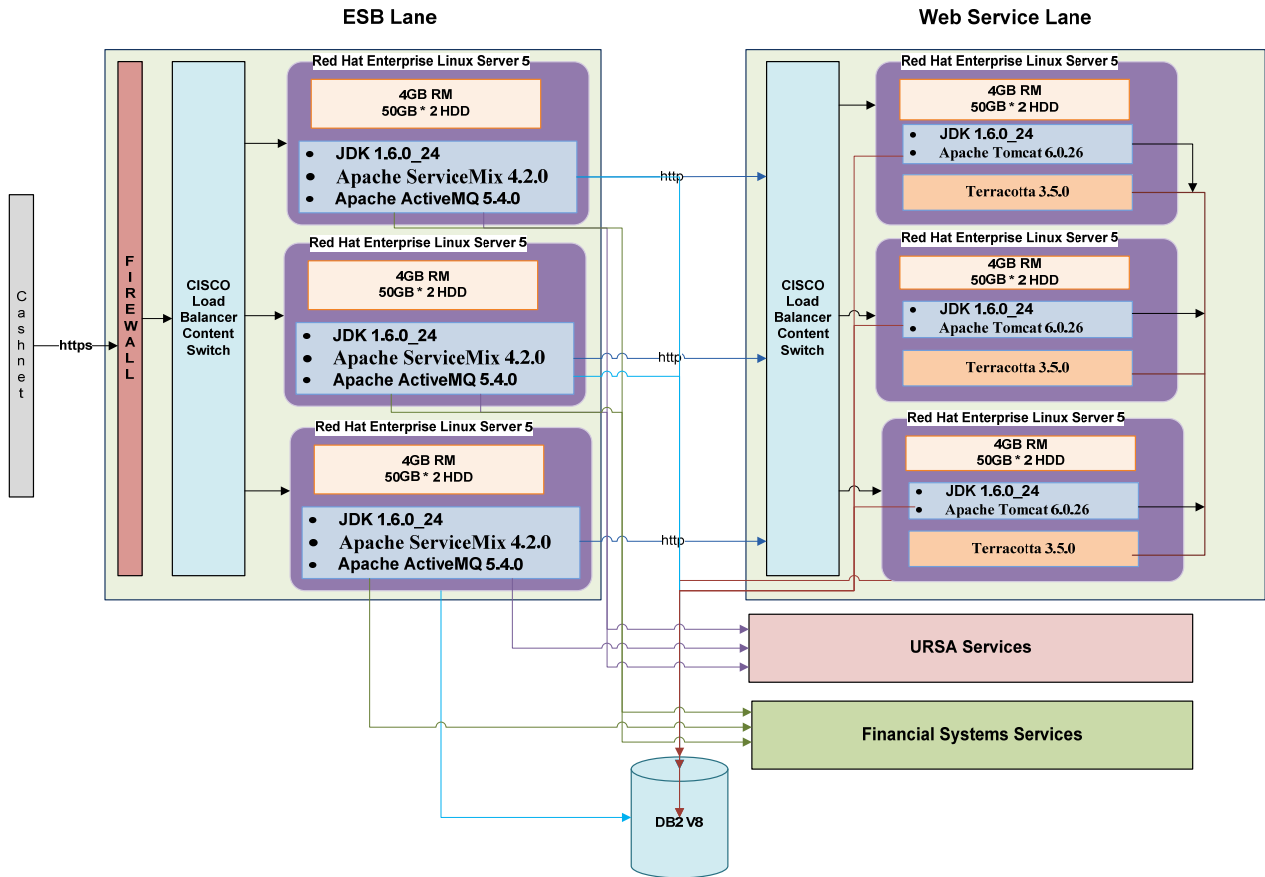 ESB Lane
Web Service Lane
Cashnet
https
FIREWALL
CISCO
Load
Balancer
Content
Switch
Red Hat Enterprise Linux Server 5
4GB RM
50GB * 2 HDD
• JDK 1.6.0_24
• Apache ServiceMix 4.2.0
• Apache ActiveMQ 5.4.0
Red Hat Enterprise Linux Server 5
4GB RM
50GB * 2 HDD
• JDK 1.6.0_24
• Apache ServiceMix 4.2.0
• Apache ActiveMQ 5.4.0
Red Hat Enterprise Linux Server 5
4GB RM
50GB * 2 HDD
• JDK 1.6.0_24
• Apache ServiceMix 4.2.0
• Apache ActiveMQ 5.4.0
http
http
http
CISCO
Load
Balancer
Content
Switch
Red Hat Enterprise Linux Server 5
4GB RM
50GB * 2 HDD
• JDK 1.6.0_24
• Apache Tomcat 6.0.26
Terracotta 3.5.0
Red Hat Enterprise Linux Server 5
4GB RM
50GB * 2 HDD
• JDK 1.6.0_24
• Apache Tomcat 6.0.26
Terracotta 3.5.0
Red Hat Enterprise Linux Server 5
4GB RM
50GB * 2 HDD
• JDK 1.6.0_24
• Apache Tomcat 6.0.26
Terracotta 3.5.0
URSA Services
Financial Systems Services
DB2 V8